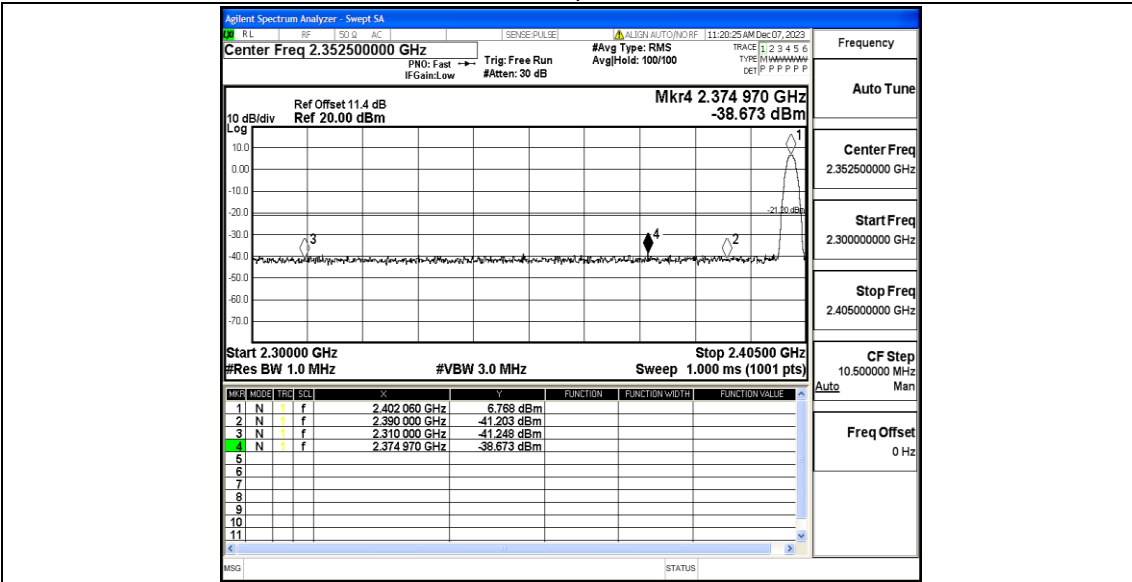 Agilent Spectrum Analyzer - Swept SA
RL RF 50 Ω AC SENSE:PULSE ALIGN AUTO/NO RF 11:20:25 AM Dec 07, 2023
Center Freq 2.352500000 GHz
PNO: Fast
IFGain:Low
Trig: Free Run
#Atten: 30 dB
#Avg Type: RMS
Avg|Hold: 100/100
TRACE 1 2 3 4 5 6
TYPE M
DET P P P P P P
Mkr4 2.374 970 GHz
-38.673 dBm
Ref Offset 11.4 dB
10 dB/div Ref 20.00 dBm
Log
10.0
0.00
-10.0
-20.0
-30.0
-40.0
-50.0
-60.0
-70.0
1
-21.20 dBm
3
4
2
Start 2.30000 GHz Stop 2.40500 GHz
#Res BW 1.0 MHz #VBW 3.0 MHz Sweep 1.000 ms (1001 pts)
MKR MODE TRC SCL X Y FUNCTION FUNCTION WIDTH FUNCTION VALUE
1 N 1 f 2.402 060 GHz 6.768 dBm
2 N 1 f 2.390 000 GHz -41.203 dBm
3 N 1 f 2.310 000 GHz -41.248 dBm
4 N 1 f 2.374 970 GHz -38.673 dBm
5
6
7
8
9
10
11
MSG STATUS
Frequency
Auto Tune
Center Freq
2.352500000 GHz
Start Freq
2.300000000 GHz
Stop Freq
2.405000000 GHz
CF Step
10.500000 MHz
Auto Man
Freq Offset
0 Hz